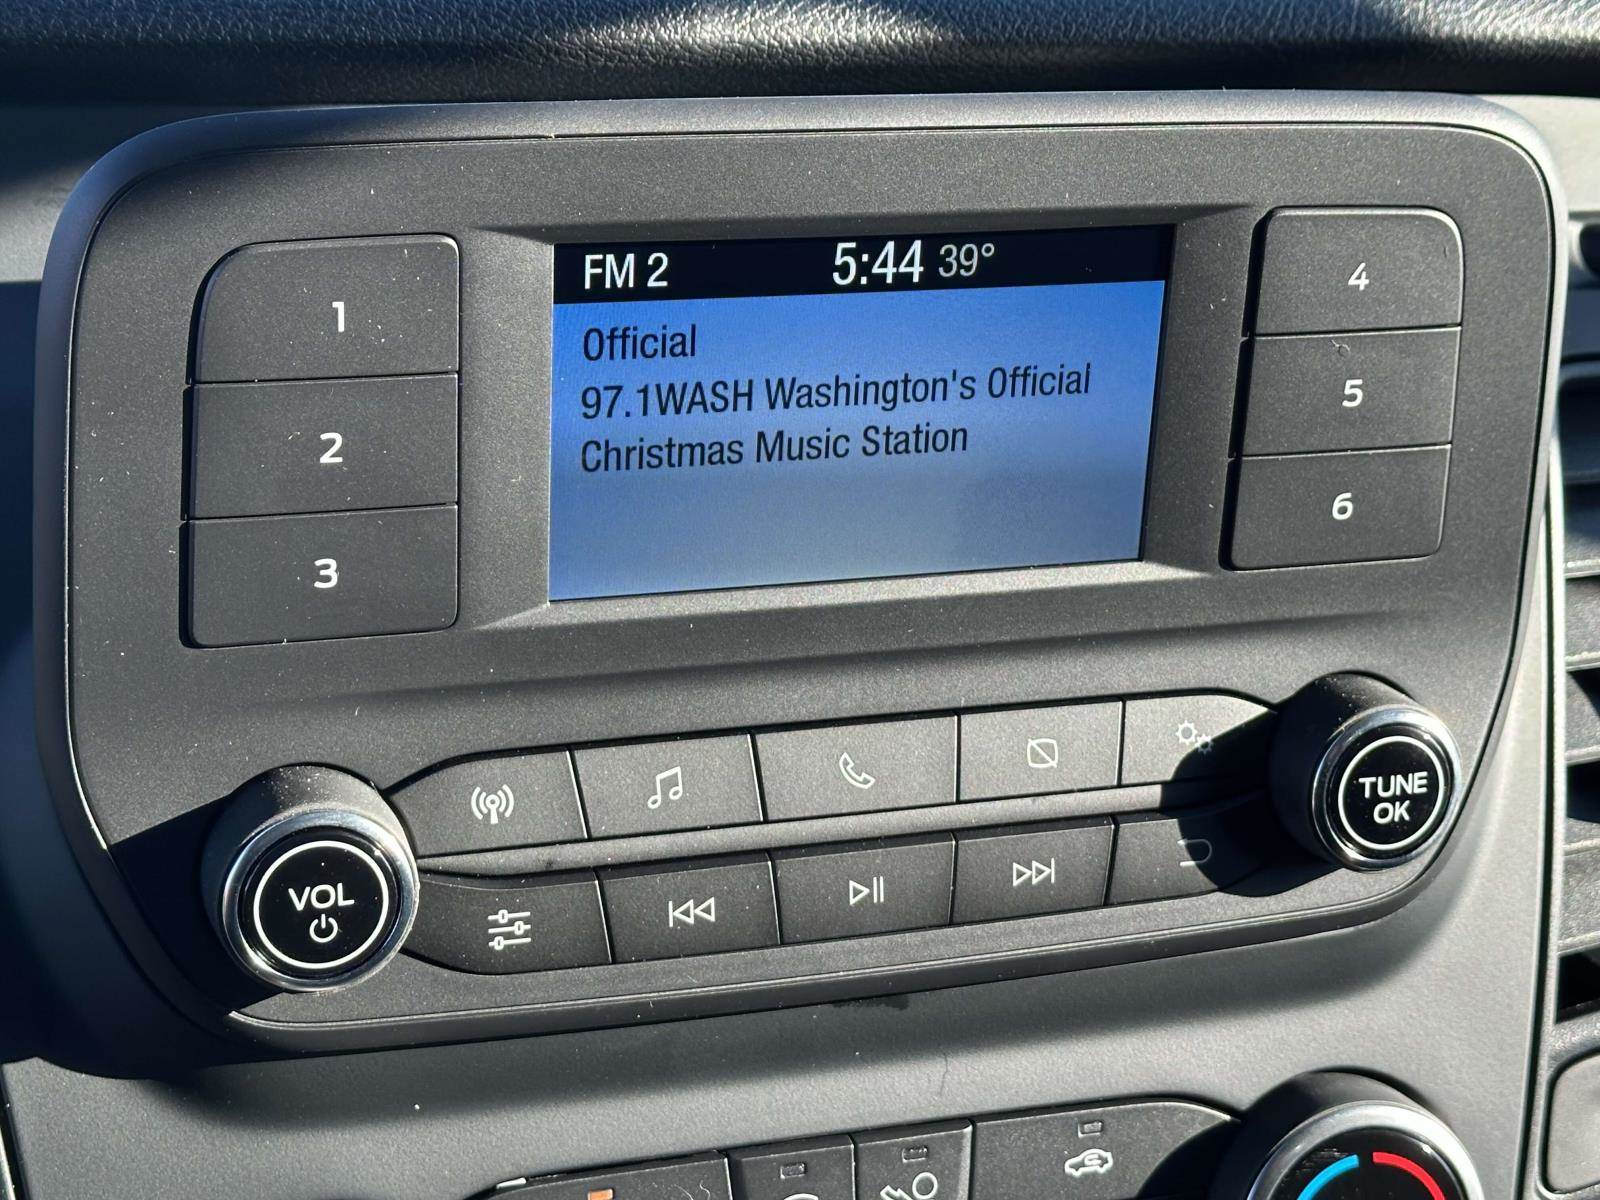 FM 2 5:44 39°
Official
97.1WASH Washington's Official
Christmas Music Station
1
2
3
4
5
6
VOL
TUNE
OK